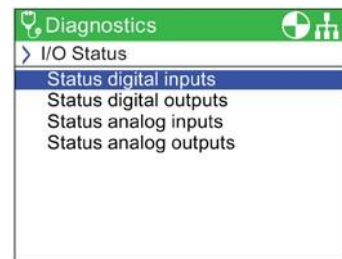 Diagnostics
I/O Status
Status digital inputs
Status digital outputs
Status analog inputs
Status analog outputs